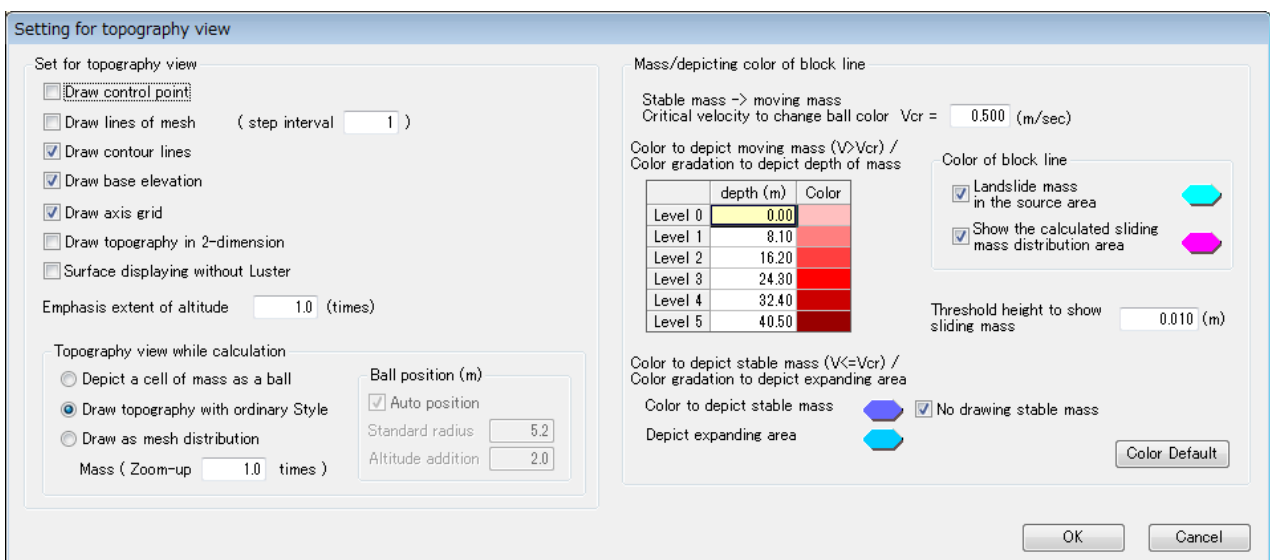 Setting for topography view
Set for topography view
Draw control point
Draw lines of mesh ( step interval 1 )
Draw contour lines
Draw base elevation
Draw axis grid
Draw topography in 2-dimension
Surface displaying without Luster
Emphasis extent of altitude 1.0 (times)
Topography view while calculation
Depict a cell of mass as a ball
Draw topography with ordinary Style
Draw as mesh distribution
Mass ( Zoom-up 1.0 times )
Ball position (m)
Auto position
Standard radius 5.2
Altitude addition 2.0
Mass/depicting color of block line
Stable mass -> moving mass
Critical velocity to change ball color Vcr = 0.500 (m/sec)
Color to depict moving mass (V>Vcr) /
Color gradation to depict depth of mass
depth (m) Color
Level 0 0.00
Level 1 8.10
Level 2 16.20
Level 3 24.30
Level 4 32.40
Level 5 40.50
Color of block line
Landslide mass
in the source area
Show the calculated sliding
mass distribution area
Threshold height to show
sliding mass 0.010 (m)
Color to depict stable mass (V<=Vcr) /
Color gradation to depict expanding area
Color to depict stable mass No drawing stable mass
Depict expanding area
Color Default
OK Cancel